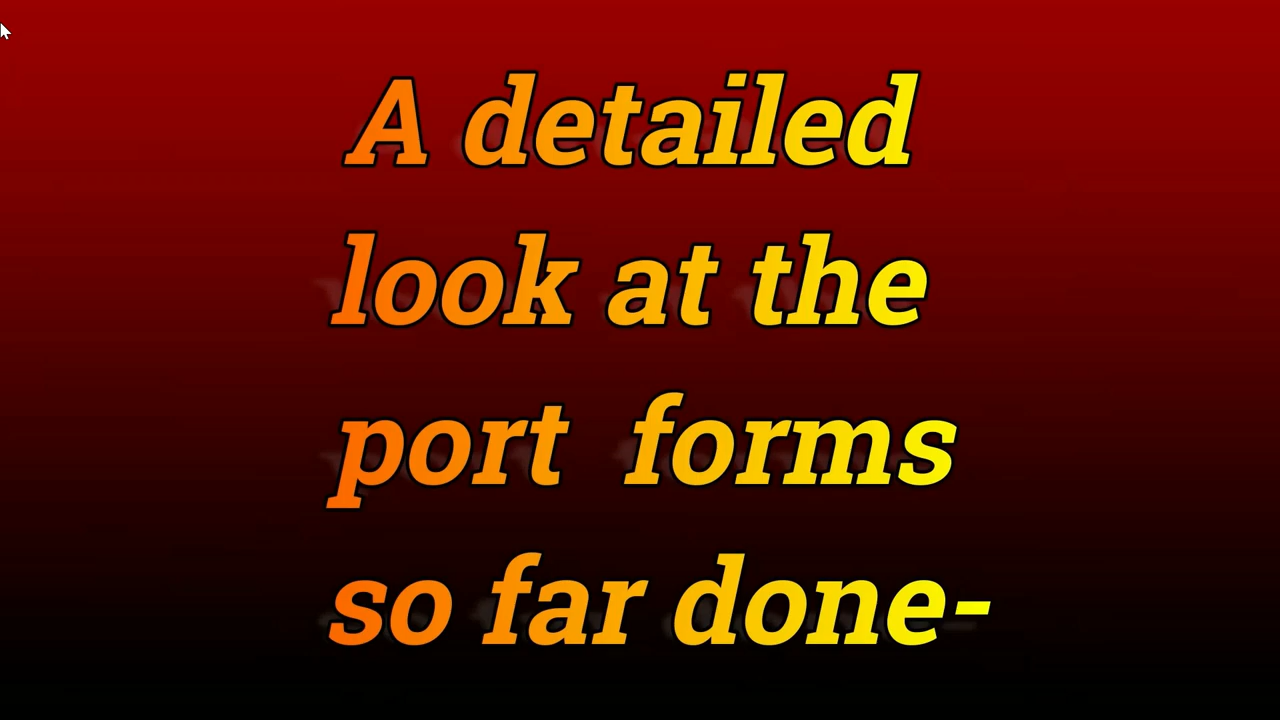 A detailed
look at the
port forms
so far done-